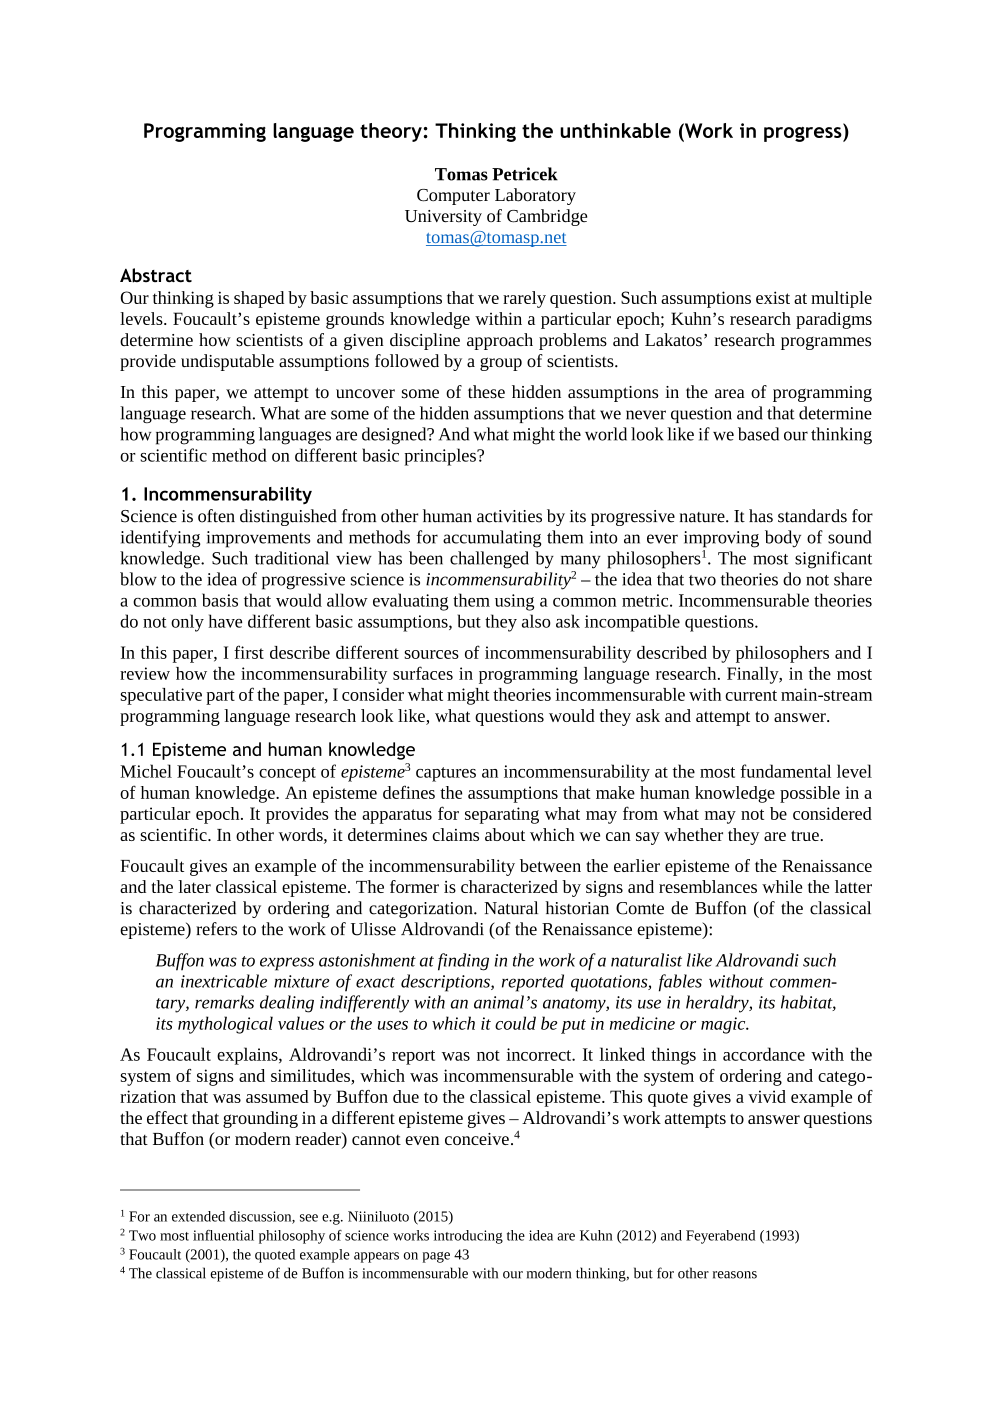 Programming language theory: Thinking the unthinkable (Work in progress)
Tomas Petricek
Computer Laboratory
University of Cambridge
tomas@tomasp.net
Abstract
Our thinking is shaped by basic assumptions that we rarely question. Such assumptions exist at multiple
levels. Foucault’s episteme grounds knowledge within a particular epoch; Kuhn’s research paradigms
determine how scientists of a given discipline approach problems and Lakatos’ research programmes
provide undisputable assumptions followed by a group of scientists.
In this paper, we attempt to uncover some of these hidden assumptions in the area of programming
language research. What are some of the hidden assumptions that we never question and that determine
how programming languages are designed? And what might the world look like if we based our thinking
or scientific method on different basic principles?
1. Incommensurability
Science is often distinguished from other human activities by its progressive nature. It has standards for
identifying improvements and methods for accumulating them into an ever improving body of sound
knowledge. Such traditional view has been challenged by many philosophers¹. The most significant
blow to the idea of progressive science is incommensurability² – the idea that two theories do not share
a common basis that would allow evaluating them using a common metric. Incommensurable theories
do not only have different basic assumptions, but they also ask incompatible questions.
In this paper, I first describe different sources of incommensurability described by philosophers and I
review how the incommensurability surfaces in programming language research. Finally, in the most
speculative part of the paper, I consider what might theories incommensurable with current main-stream
programming language research look like, what questions would they ask and attempt to answer.
1.1 Episteme and human knowledge
Michel Foucault’s concept of episteme³ captures an incommensurability at the most fundamental level
of human knowledge. An episteme defines the assumptions that make human knowledge possible in a
particular epoch. It provides the apparatus for separating what may from what may not be considered
as scientific. In other words, it determines claims about which we can say whether they are true.
Foucault gives an example of the incommensurability between the earlier episteme of the Renaissance
and the later classical episteme. The former is characterized by signs and resemblances while the latter
is characterized by ordering and categorization. Natural historian Comte de Buffon (of the classical
episteme) refers to the work of Ulisse Aldrovandi (of the Renaissance episteme):
Buffon was to express astonishment at finding in the work of a naturalist like Aldrovandi such
an inextricable mixture of exact descriptions, reported quotations, fables without commen-
tary, remarks dealing indifferently with an animal’s anatomy, its use in heraldry, its habitat,
its mythological values or the uses to which it could be put in medicine or magic.
As Foucault explains, Aldrovandi’s report was not incorrect. It linked things in accordance with the
system of signs and similitudes, which was incommensurable with the system of ordering and catego-
rization that was assumed by Buffon due to the classical episteme. This quote gives a vivid example of
the effect that grounding in a different episteme gives – Aldrovandi’s work attempts to answer questions
that Buffon (or modern reader) cannot even conceive.⁴
¹ For an extended discussion, see e.g. Niiniluoto (2015)
² Two most influential philosophy of science works introducing the idea are Kuhn (2012) and Feyerabend (1993)
³ Foucault (2001), the quoted example appears on page 43
⁴ The classical episteme of de Buffon is incommensurable with our modern thinking, but for other reasons